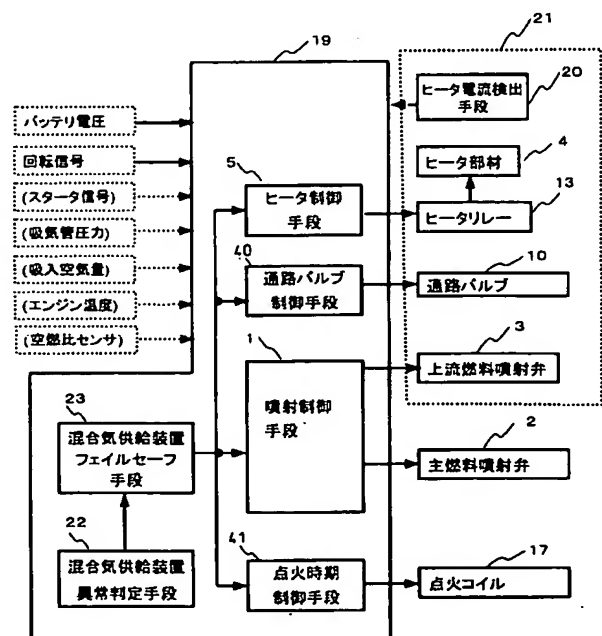 19
21
ヒータ電流検出
手段
20
バッテリ電圧
回転信号
(スタータ信号)
(吸気管圧力)
(吸入空気量)
(エンジン温度)
(空燃比センサ)
5
ヒータ制御
手段
ヒータ部材
4
ヒータリレー
13
40
通路バルブ
制御手段
通路バルブ
10
1
噴射制御
手段
上流燃料噴射弁
3
主燃料噴射弁
2
23
混合気供給装置
フェイルセーフ
手段
22
混合気供給装置
異常判定手段
41
点火時期
制御手段
点火コイル
17